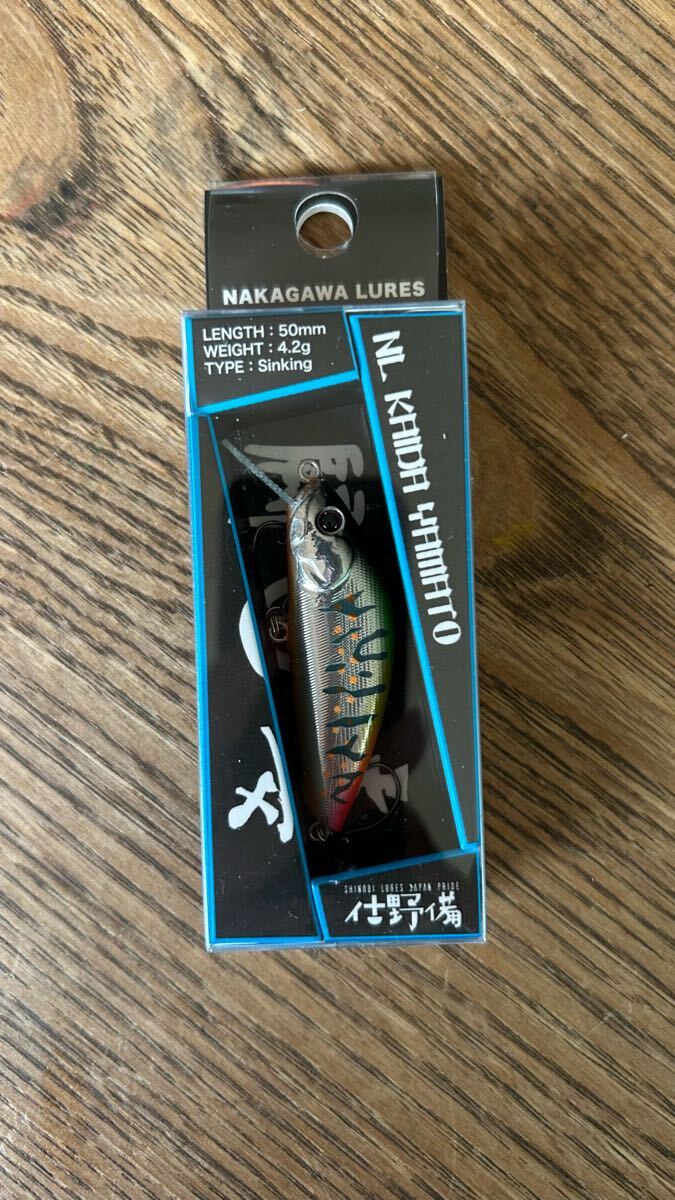 NAKAGAWA LURES
LENGTH : 50mm
WEIGHT : 4.2g
TYPE : Sinking
NL KAIDA YAMATO
SHINOBI LURES JAPAN PRIDE
仕野備